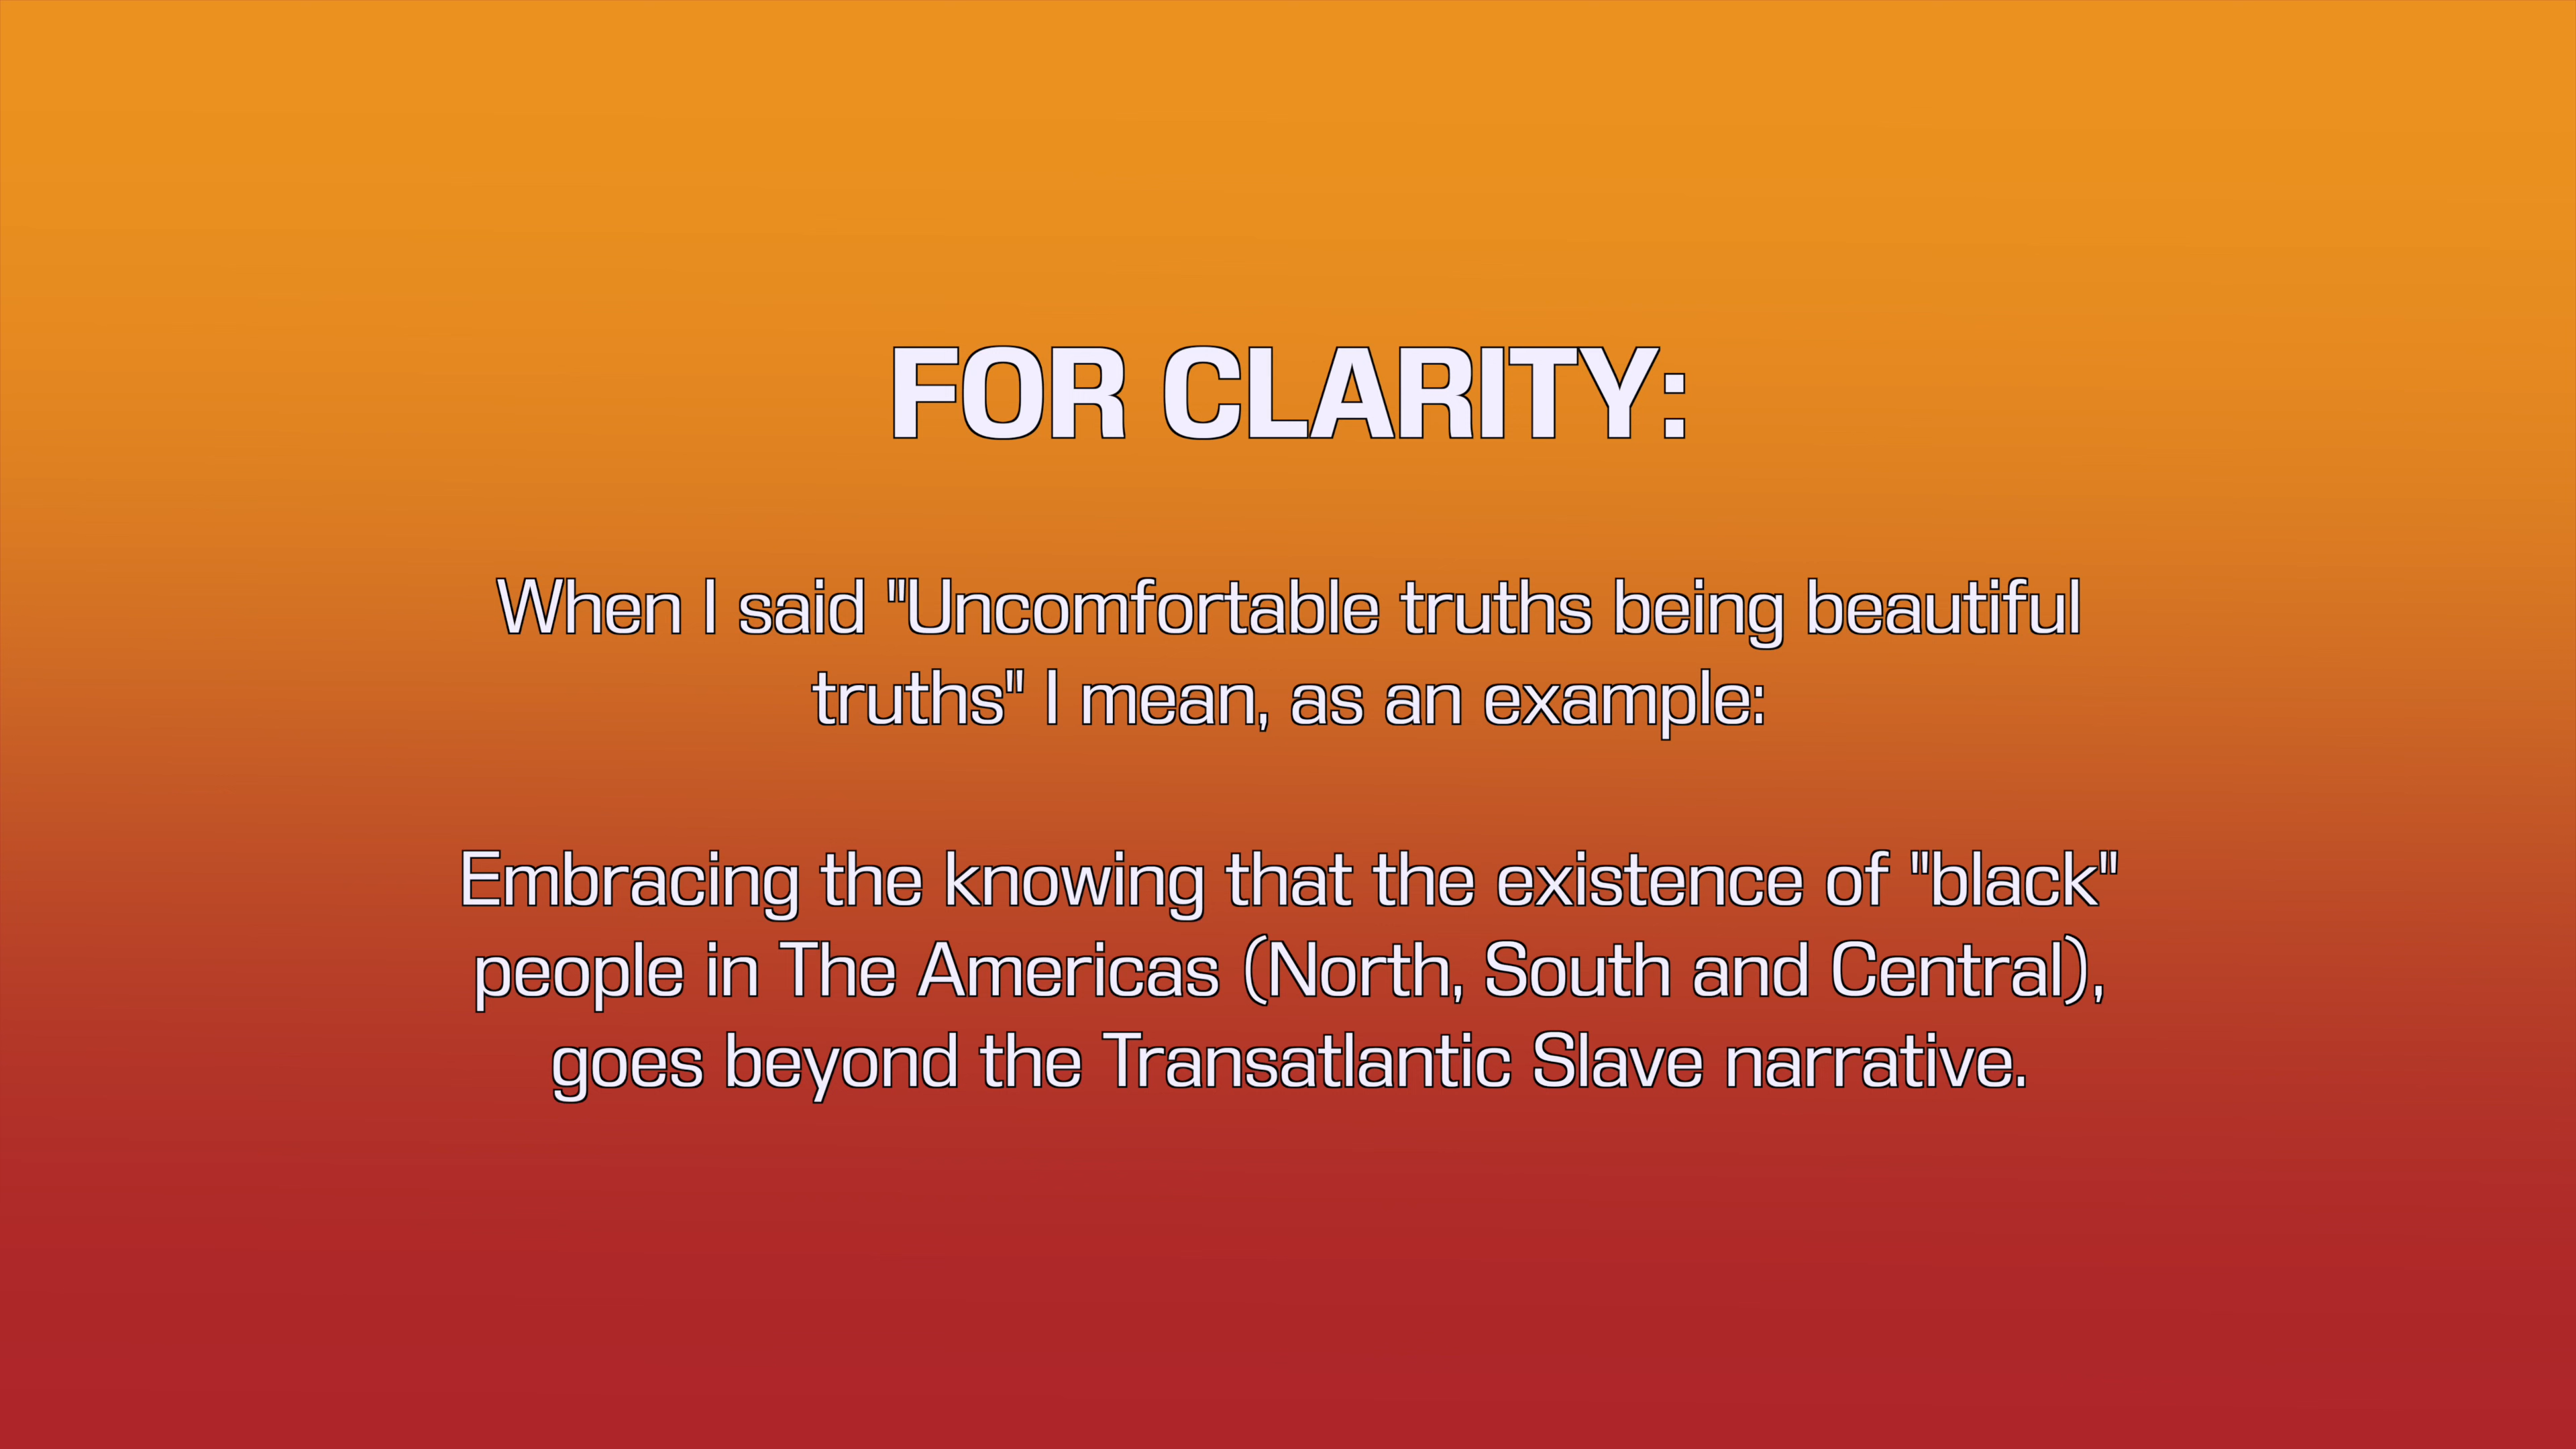 FOR CLARITY:
When I said "Uncomfortable truths being beautiful
truths" I mean, as an example:
Embracing the knowing that the existence of "black"
people in The Americas (North, South and Central),
goes beyond the Transatlantic Slave narrative.